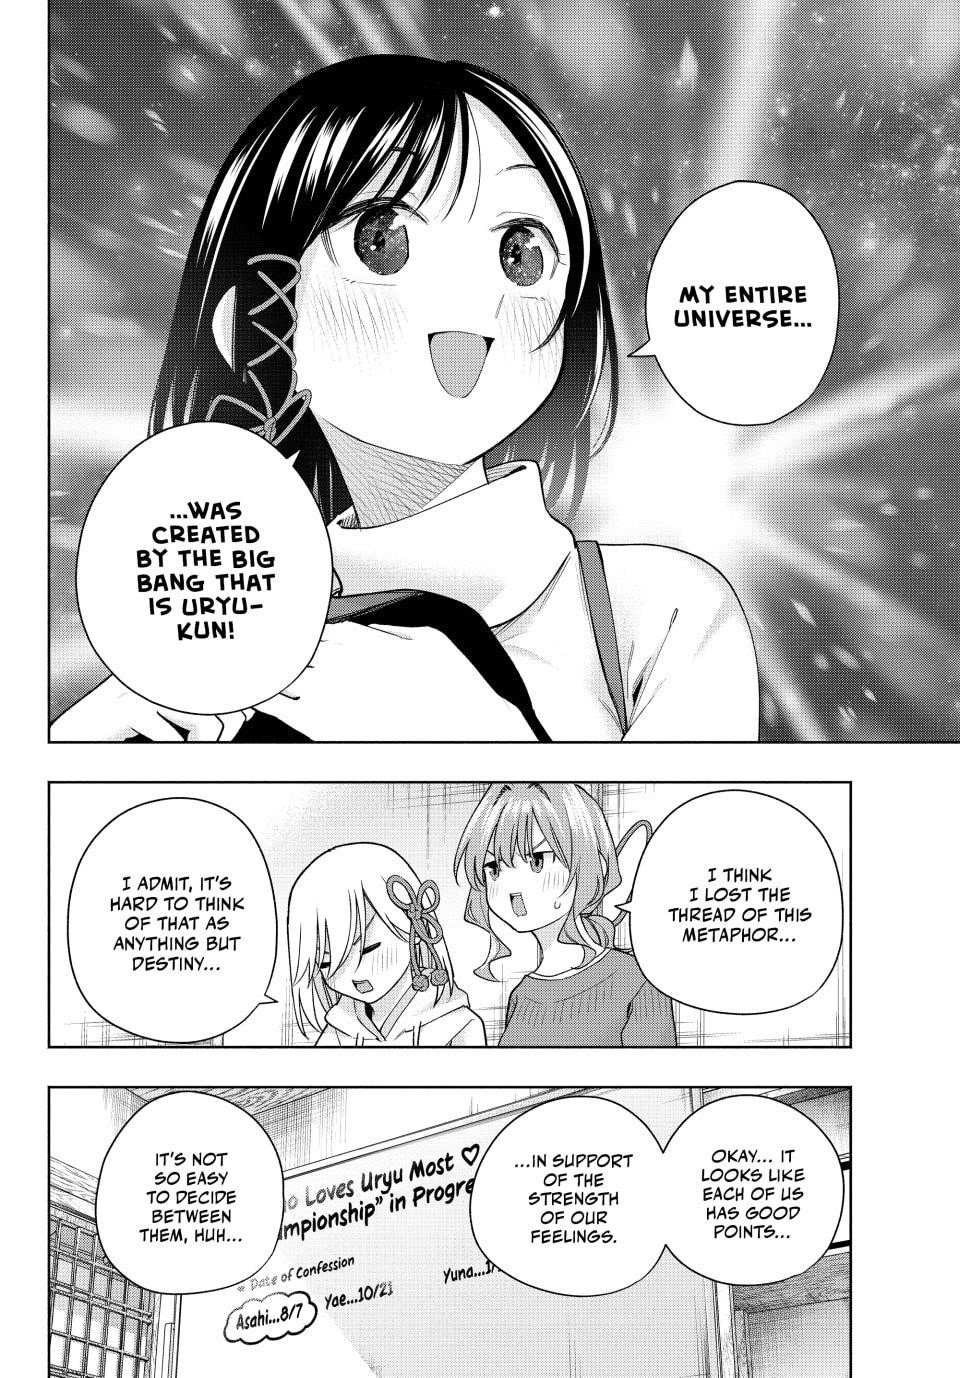 MY ENTIRE
UNIVERSE...
...WAS
CREATED
BY THE BIG
BANG THAT
IS URYU-
KUN!
I THINK
I LOST THE
THREAD OF THIS
METAPHOR...
I ADMIT, IT'S
HARD TO THINK
OF THAT AS
ANYTHING BUT
DESTINY...
OKAY... IT
LOOKS LIKE
EACH OF US
HAS GOOD
POINTS...
...IN SUPPORT
OF THE
STRENGTH
OF OUR
FEELINGS.
IT'S NOT
SO EASY
TO DECIDE
BETWEEN
THEM, HUH...
Loves Uryu Most ♡
in Progre
Date of Confession
Asahi...8/7
Yae...10/23
Yuna...1/